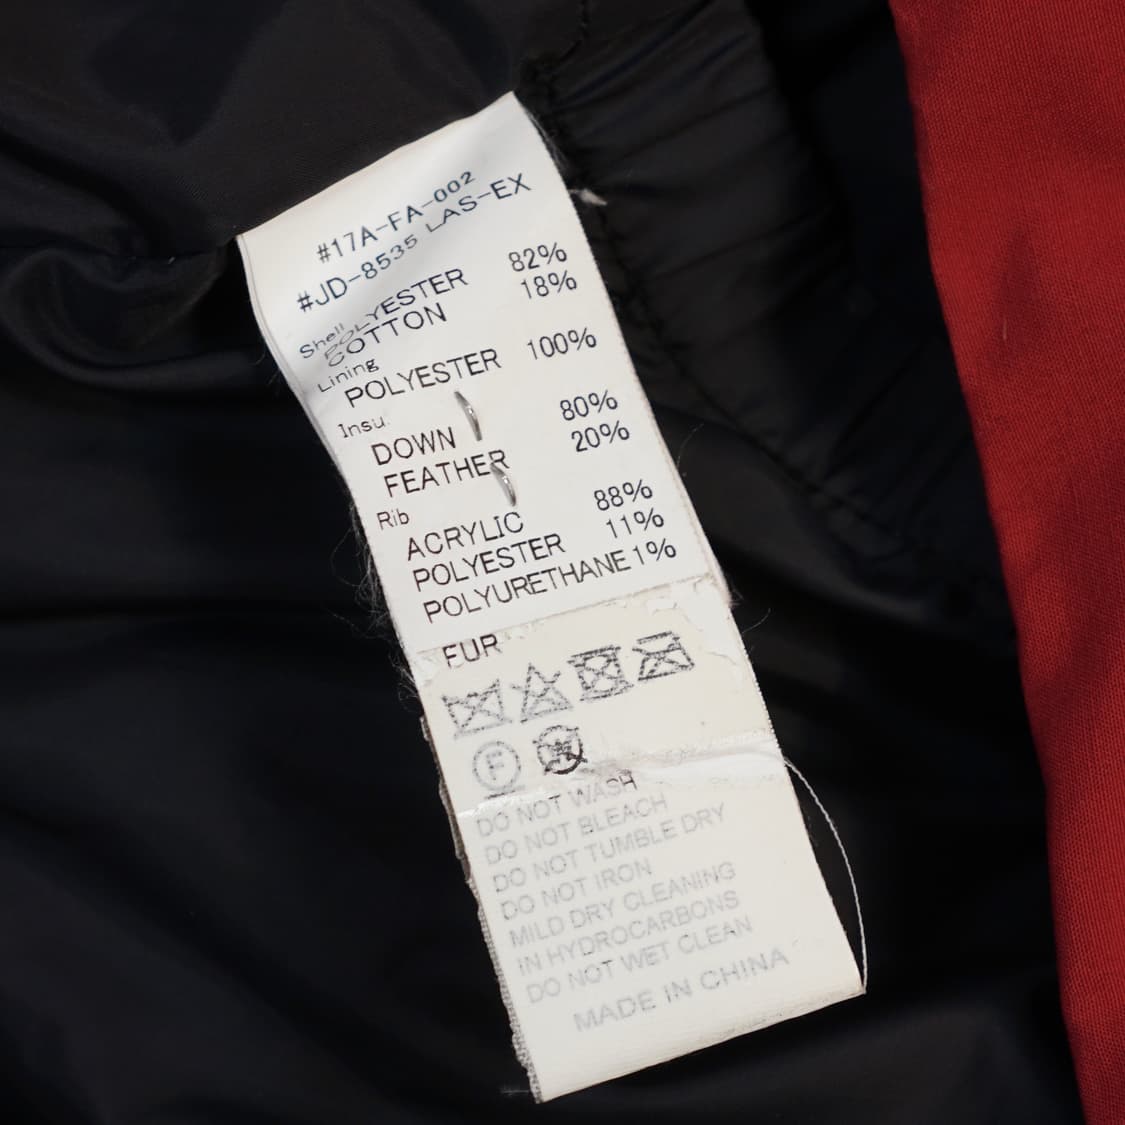 #17A-FA-002
#JD-8535 LAS-EX
Shell
POLYESTER 82%
COTTON 18%
Lining
POLYESTER 100%
Insu.
DOWN 80%
FEATHER 20%
Rib
ACRYLIC 88%
POLYESTER 11%
POLYURETHANE 1%
FUR
F
DO NOT WASH
DO NOT BLEACH
DO NOT TUMBLE DRY
DO NOT IRON
MILD DRY CLEANING
IN HYDROCARBONS
DO NOT WET CLEAN
MADE IN CHINA